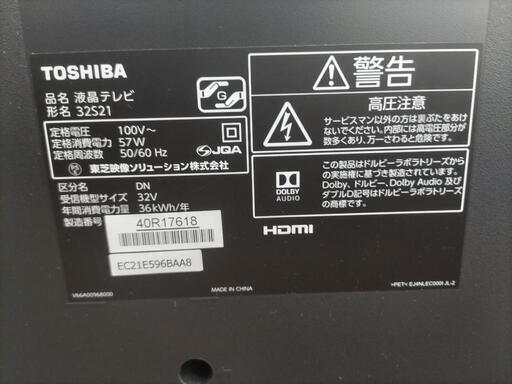 TOSHIBA
品名 液晶テレビ
形名 32S21
定格電圧 100V~
定格消費電力 57W
定格周波数 50/60 Hz
JQA
東芝映像ソリューション株式会社
区分名 DN
受信機型サイズ 32V
年間消費電力量 36kWh/年
製造番号
40R17618
EC21E596BAA8
V66A00968000
MADE IN CHINA
警告
高圧注意
サービスマン以外の方は裏ぶたをあけないでください。内部には高電圧部分が数多くあり、万一さわると危険です。
DOLBY
AUDIO
この製品はドルビーラボラトリーズからの実施権に基づき製造されています。Dolby、ドルビー、Dolby Audio 及びダブルD記号はドルビーラボラトリーズの商標です。
HDMI
>PET< EJ4NLEC000I JL-2